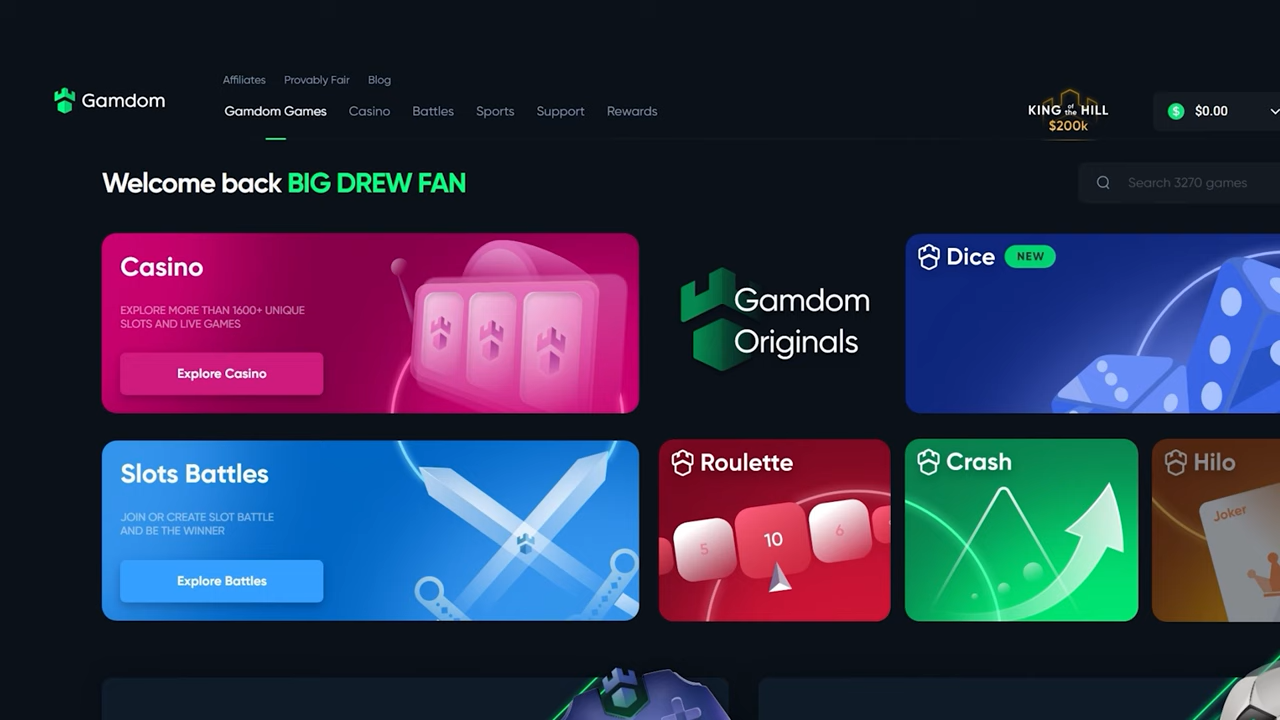 Affiliates Provably Fair Blog
Gamdom
Gamdom Games Casino Battles Sports Support Rewards
KING of the HILL
$200k
$ $0.00
Welcome back BIG DREW FAN
Search 3270 games
Casino
EXPLORE MORE THAN 1600+ UNIQUE
SLOTS AND LIVE GAMES
Explore Casino
Gamdom
Originals
Dice NEW
Slots Battles
JOIN OR CREATE SLOT BATTLE
AND BE THE WINNER
Explore Battles
Roulette
5 10 6
Crash
Hilo
Joker